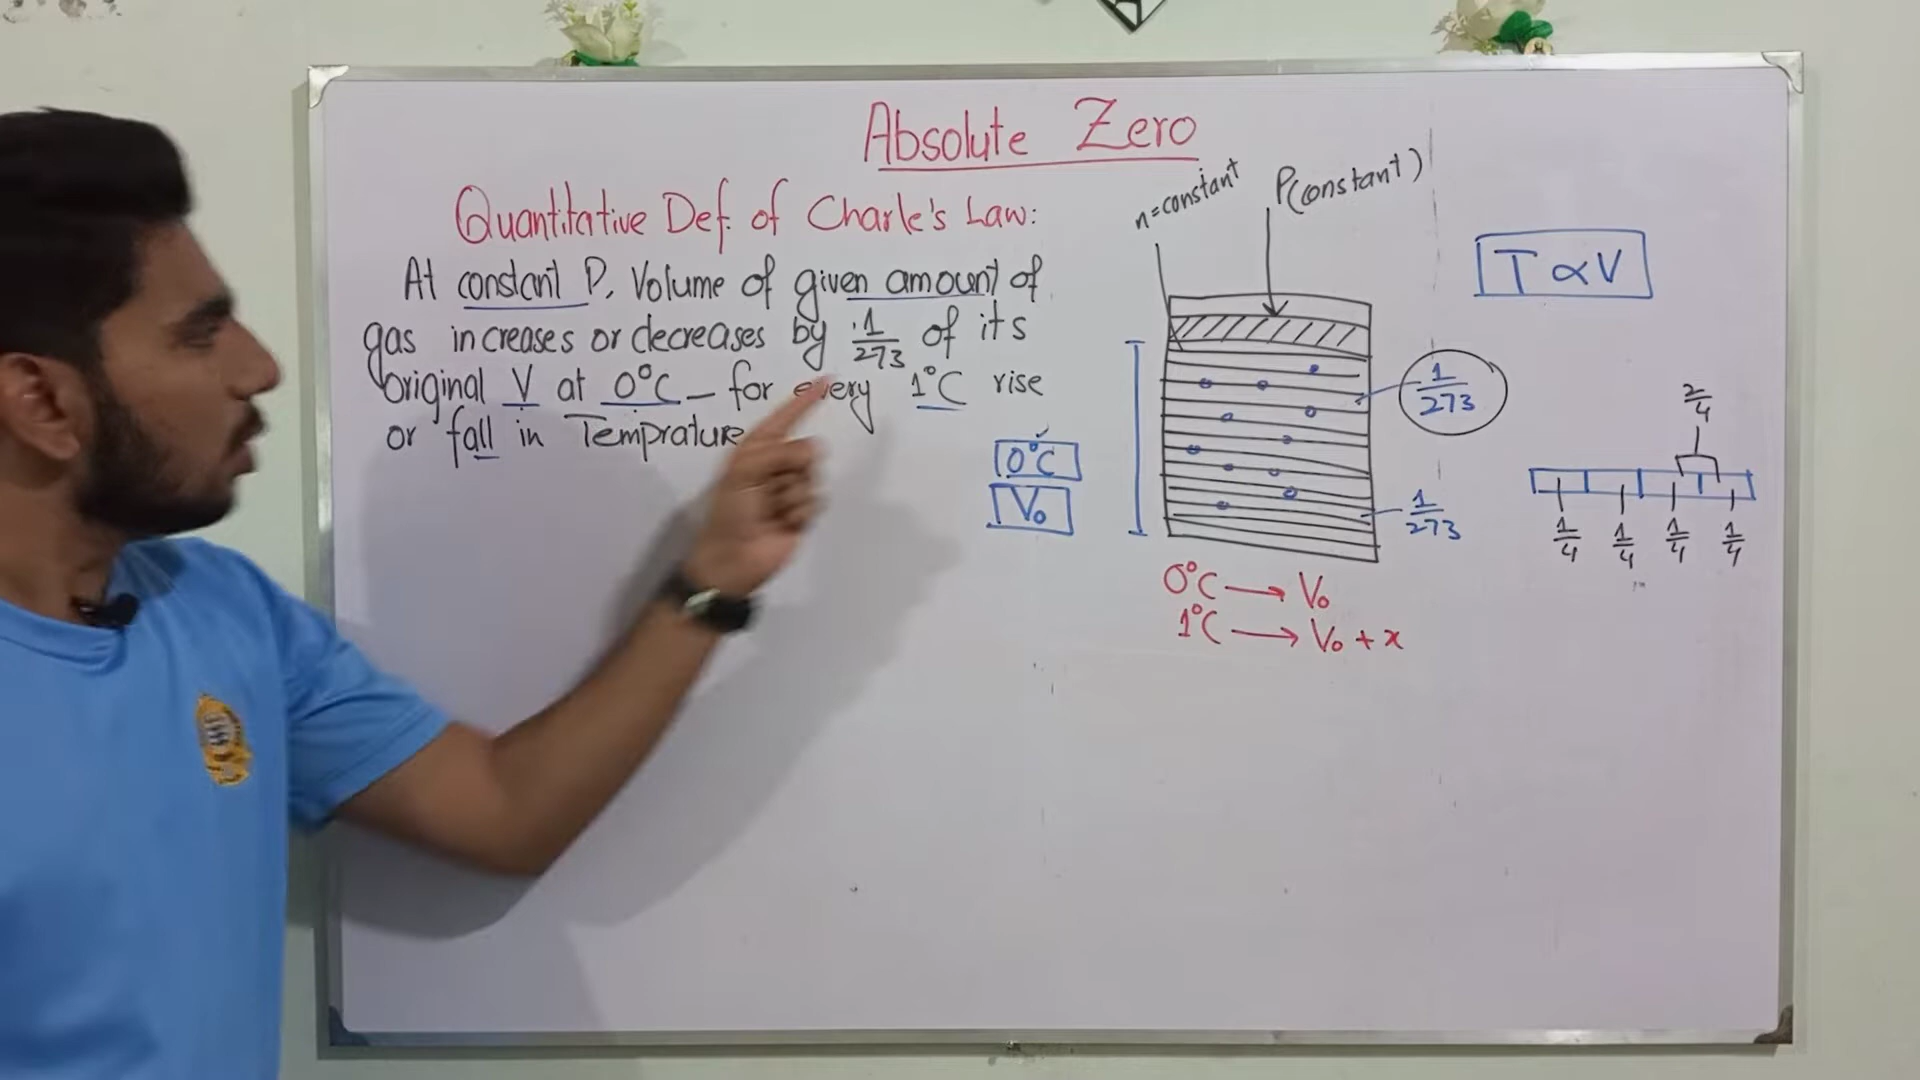 Absolute Zero
Quantitative Def. of Charle's Law:
At constant P, Volume of given amount of
gas increases or decreases by 1/273 of its
original V at 0°C – for every 1°C rise
or fall in Temprature
n=constant
P(constant)
T ∝ V
1/273
0°C
V₀
1/273
0°C → V₀
1°C → V₀ + x
2/4
1/4 1/4 1/4 1/4